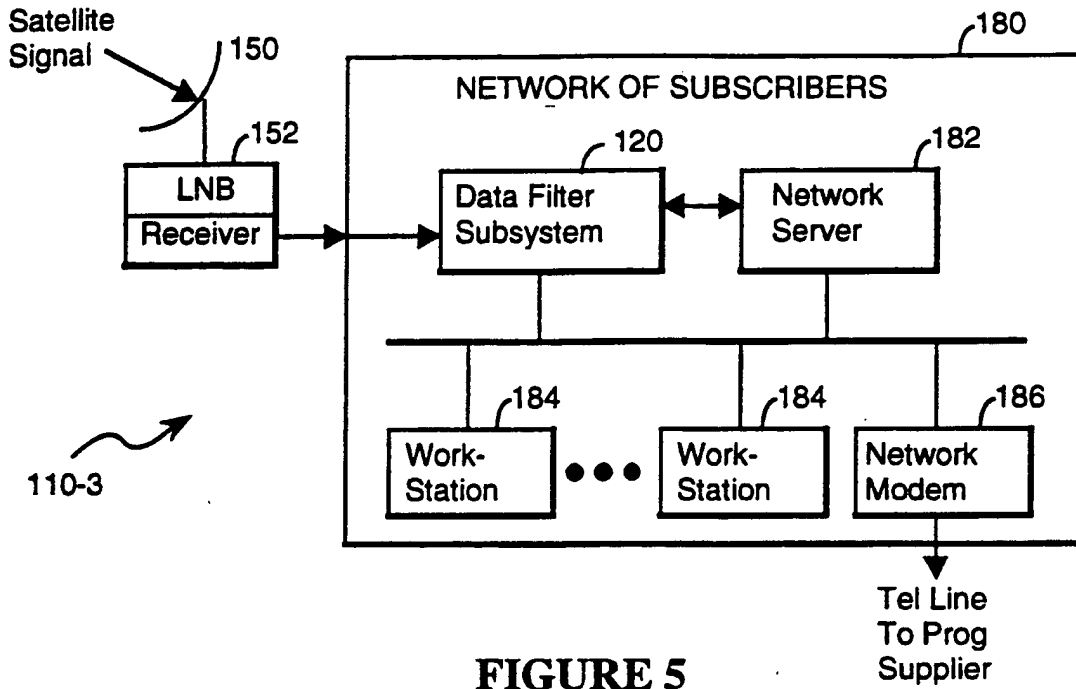 Satellite
Signal
150
180
NETWORK OF SUBSCRIBERS
152
120
182
LNB
Receiver
Data Filter
Subsystem
Network
Server
184
184
186
Work-
Station
Work-
Station
Network
Modem
110-3
Tel Line
To Prog
Supplier
FIGURE 5